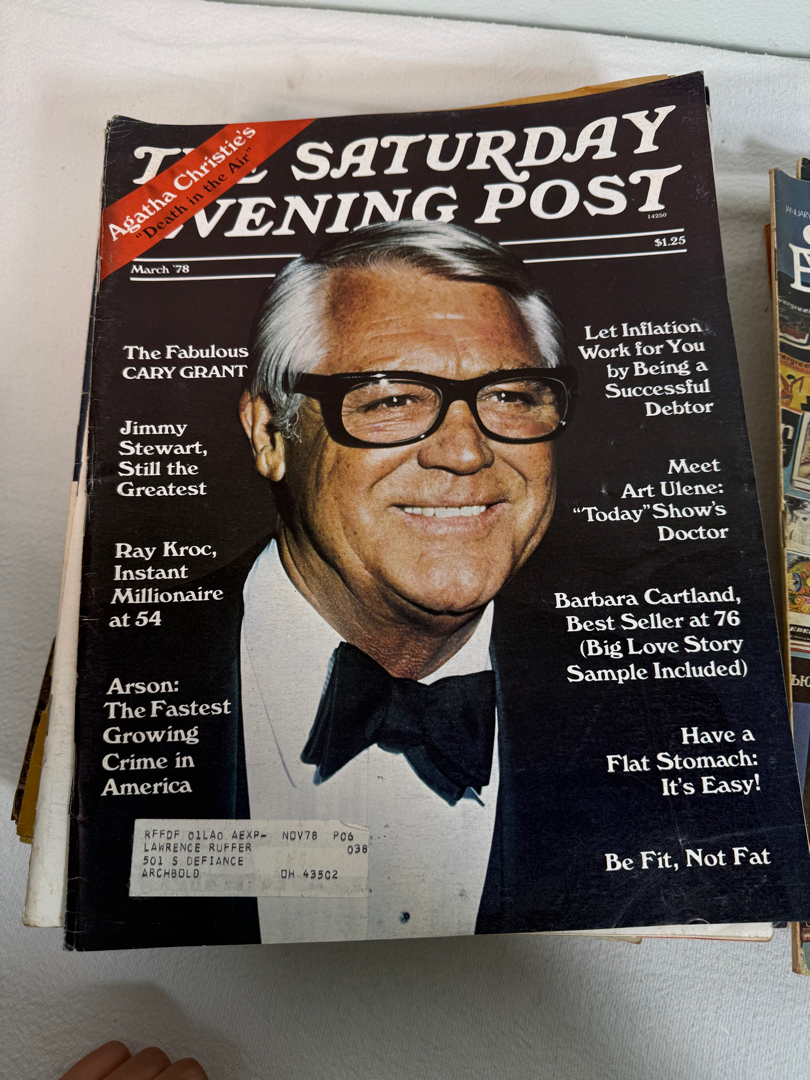 THE SATURDAY
EVENING POST
Agatha Christie's
"Death in the Air"
14250
$1.25
March '78
The Fabulous
CARY GRANT
Jimmy
Stewart,
Still the
Greatest
Ray Kroc,
Instant
Millionaire
at 54
Arson:
The Fastest
Growing
Crime in
America
Let Inflation
Work for You
by Being a
Successful
Debtor
Meet
Art Ulene:
"Today" Show's
Doctor
Barbara Cartland,
Best Seller at 76
(Big Love Story
Sample Included)
Have a
Flat Stomach:
It's Easy!
Be Fit, Not Fat
RFFDF 01LAO AEXP- NOV78 P06
LAWRENCE RUFFER 038
501 S DEFIANCE
ARCHBOLD OH 43502